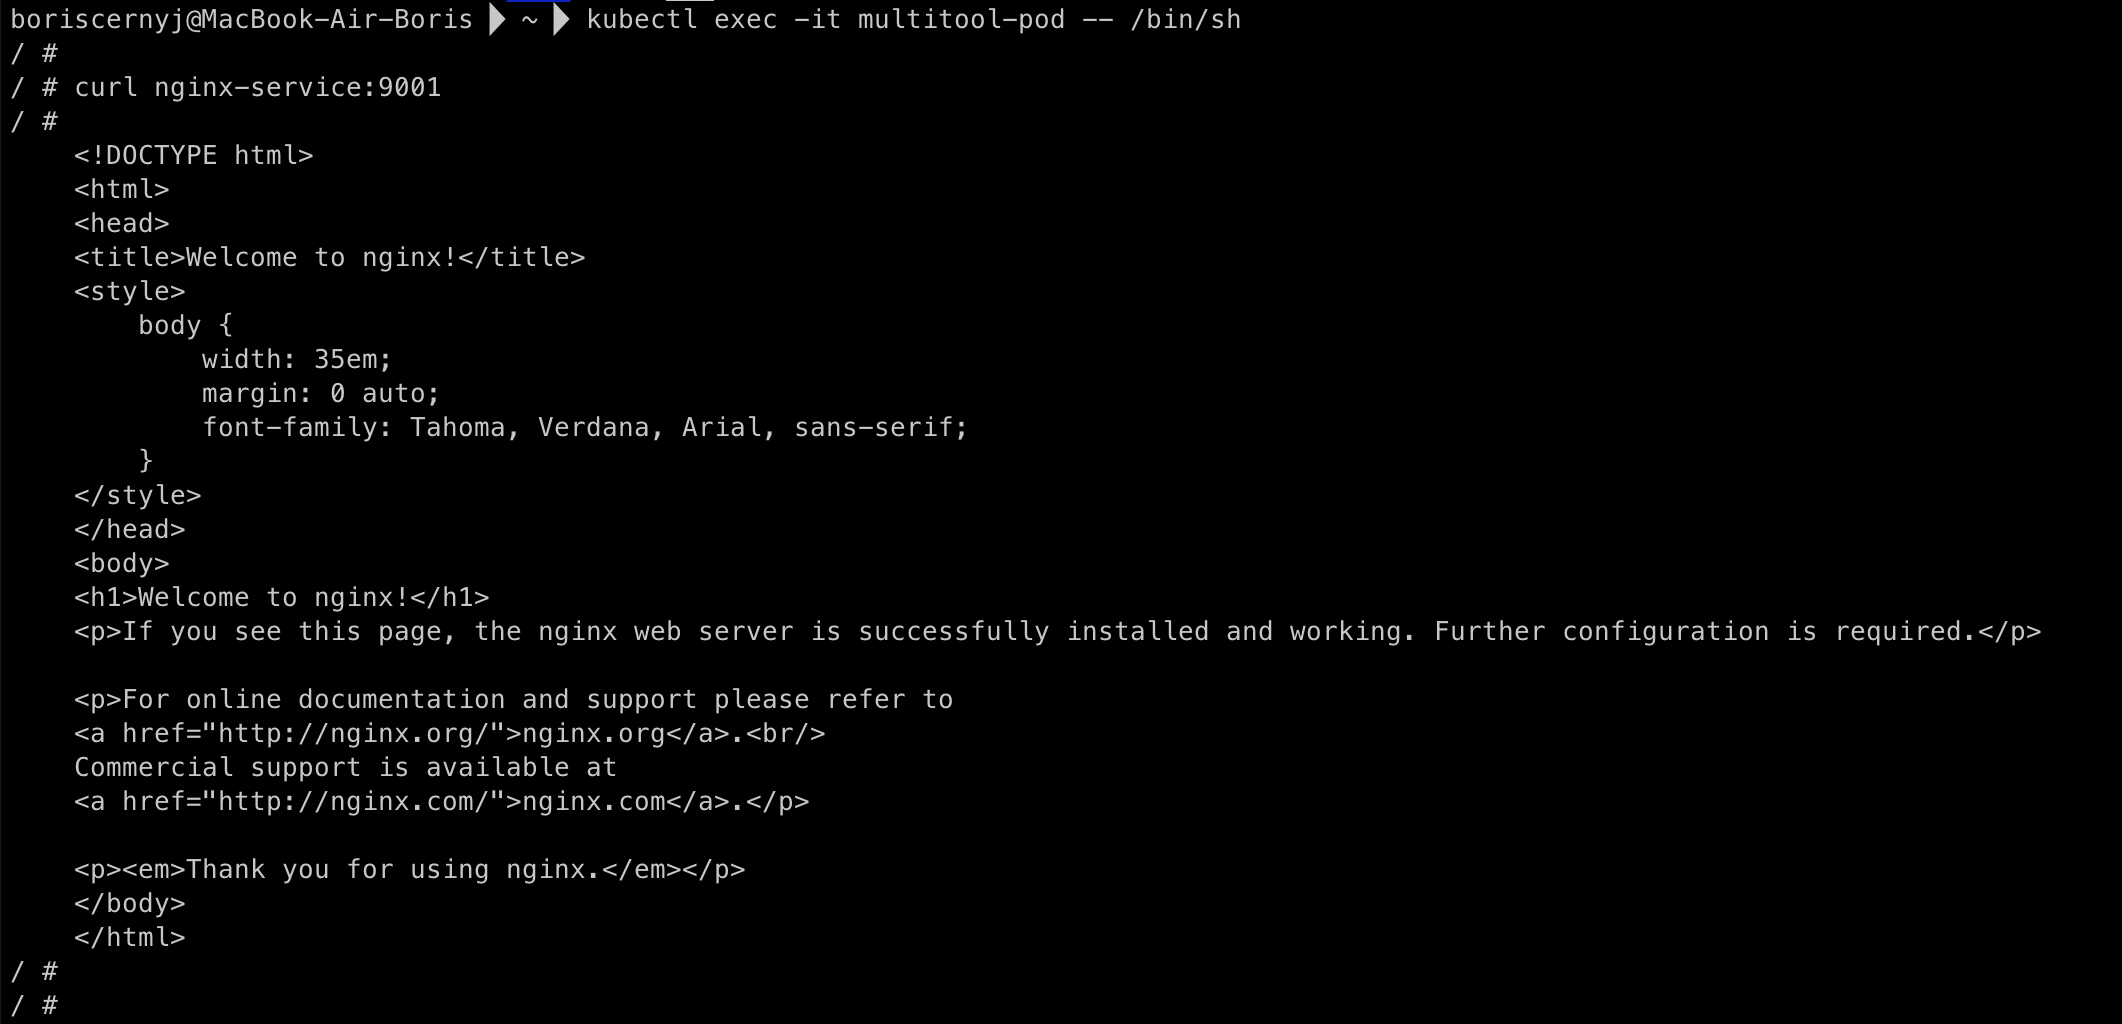 boriscernyj@MacBook-Air-Boris ~ kubectl exec -it multitool-pod -- /bin/sh
/ #
/ # curl nginx-service:9001
/ #
    <!DOCTYPE html>
    <html>
    <head>
    <title>Welcome to nginx!</title>
    <style>
        body {
            width: 35em;
            margin: 0 auto;
            font-family: Tahoma, Verdana, Arial, sans-serif;
        }
    </style>
    </head>
    <body>
    <h1>Welcome to nginx!</h1>
    <p>If you see this page, the nginx web server is successfully installed and working. Further configuration is required.</p>

    <p>For online documentation and support please refer to
    <a href="http://nginx.org/">nginx.org</a>.<br/>
    Commercial support is available at
    <a href="http://nginx.com/">nginx.com</a>.</p>

    <p><em>Thank you for using nginx.</em></p>
    </body>
    </html>
/ #
/ #